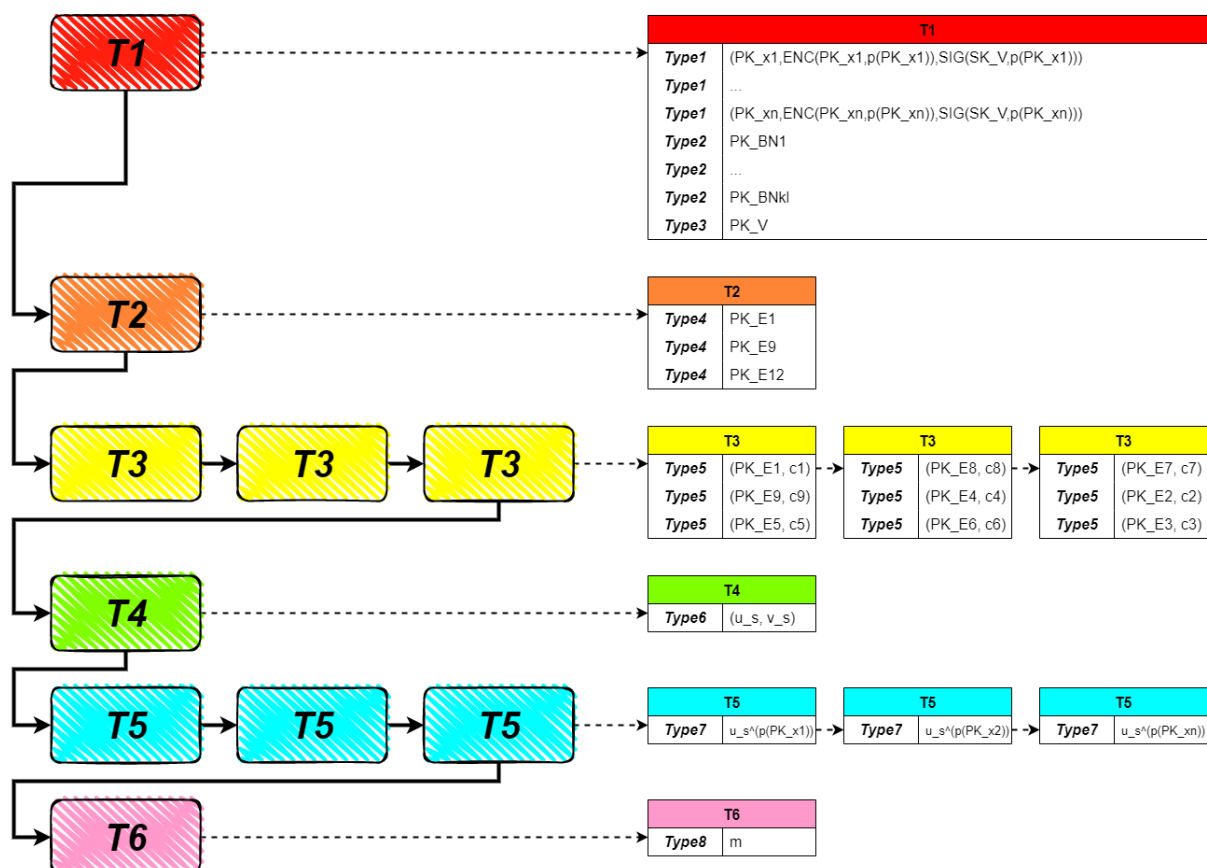 T1
T1
Type1 (PK_x1,ENC(PK_x1,p(PK_x1)),SIG(SK_V,p(PK_x1)))
Type1 ...
Type1 (PK_xn,ENC(PK_xn,p(PK_xn)),SIG(SK_V,p(PK_xn)))
Type2 PK_BN1
Type2 ...
Type2 PK_BNkl
Type3 PK_V
T2
T2
Type4 PK_E1
Type4 PK_E9
Type4 PK_E12
T3 T3 T3
T3 T3 T3
Type5 (PK_E1, c1) Type5 (PK_E8, c8) Type5 (PK_E7, c7)
Type5 (PK_E9, c9) Type5 (PK_E4, c4) Type5 (PK_E2, c2)
Type5 (PK_E5, c5) Type5 (PK_E6, c6) Type5 (PK_E3, c3)
T4
T4
Type6 (u_s, v_s)
T5 T5 T5
T5 T5 T5
Type7 u_s^(p(PK_x1)) Type7 u_s^(p(PK_x2)) Type7 u_s^(p(PK_xn))
T6
T6
Type8 m